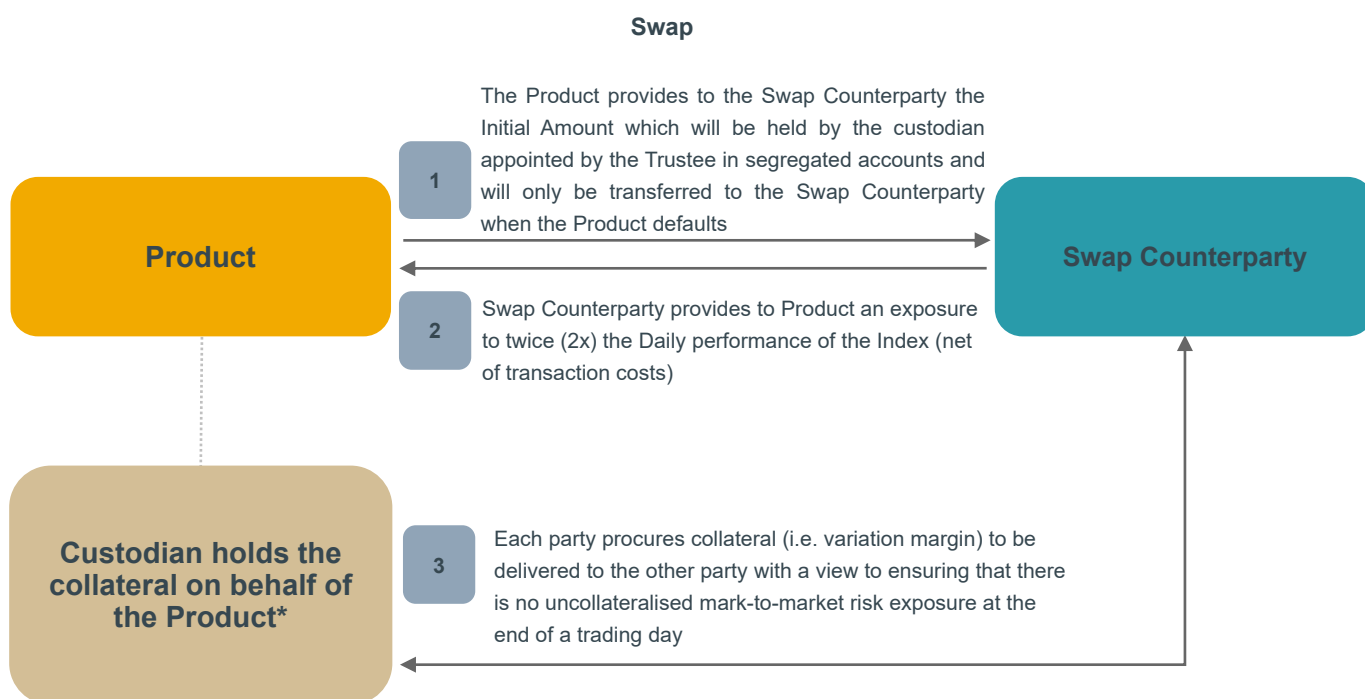 Swap
The Product provides to the Swap Counterparty the
Initial Amount which will be held by the custodian
appointed by the Trustee in segregated accounts and
will only be transferred to the Swap Counterparty
when the Product defaults
1
Product
Swap Counterparty
2
Swap Counterparty provides to Product an exposure
to twice (2x) the Daily performance of the Index (net
of transaction costs)
Custodian holds the
collateral on behalf of
the Product*
3
Each party procures collateral (i.e. variation margin) to be
delivered to the other party with a view to ensuring that there
is no uncollateralised mark-to-market risk exposure at the
end of a trading day